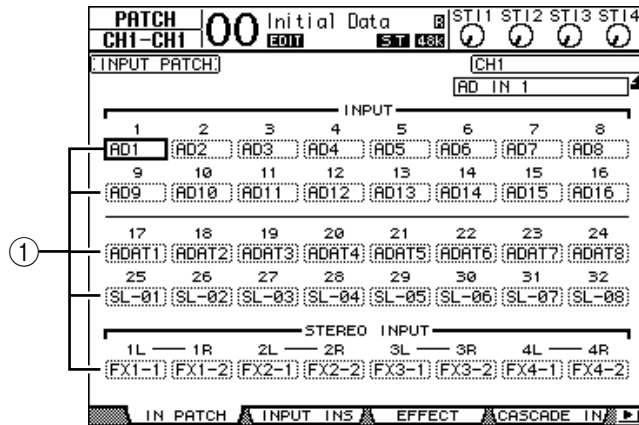 PATCH
CH1-CH1
00 Initial Data R
EDIT ST 48K
STI1 STI2 STI3 STI4
INPUT PATCH
CH1
AD IN 1
INPUT
1 2 3 4 5 6 7 8
AD1 AD2 AD3 AD4 AD5 AD6 AD7 AD8
9 10 11 12 13 14 15 16
AD9 AD10 AD11 AD12 AD13 AD14 AD15 AD16
1
17 18 19 20 21 22 23 24
ADAT1 ADAT2 ADAT3 ADAT4 ADAT5 ADAT6 ADAT7 ADAT8
25 26 27 28 29 30 31 32
SL-01 SL-02 SL-03 SL-04 SL-05 SL-06 SL-07 SL-08
STEREO INPUT
1L — 1R 2L — 2R 3L — 3R 4L — 4R
FX1-1 FX1-2 FX2-1 FX2-2 FX3-1 FX3-2 FX4-1 FX4-2
IN PATCH INPUT INS EFFECT CASCADE IN